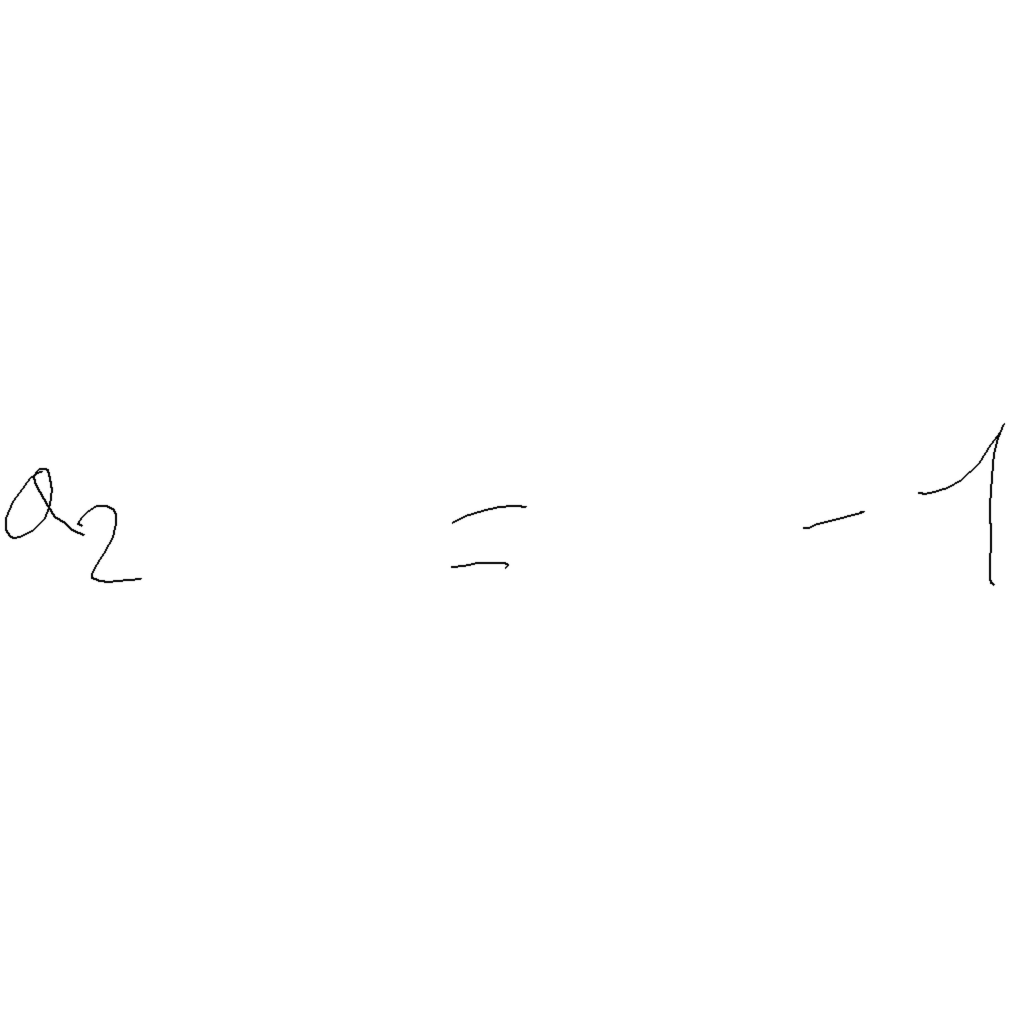 a₂ = -1